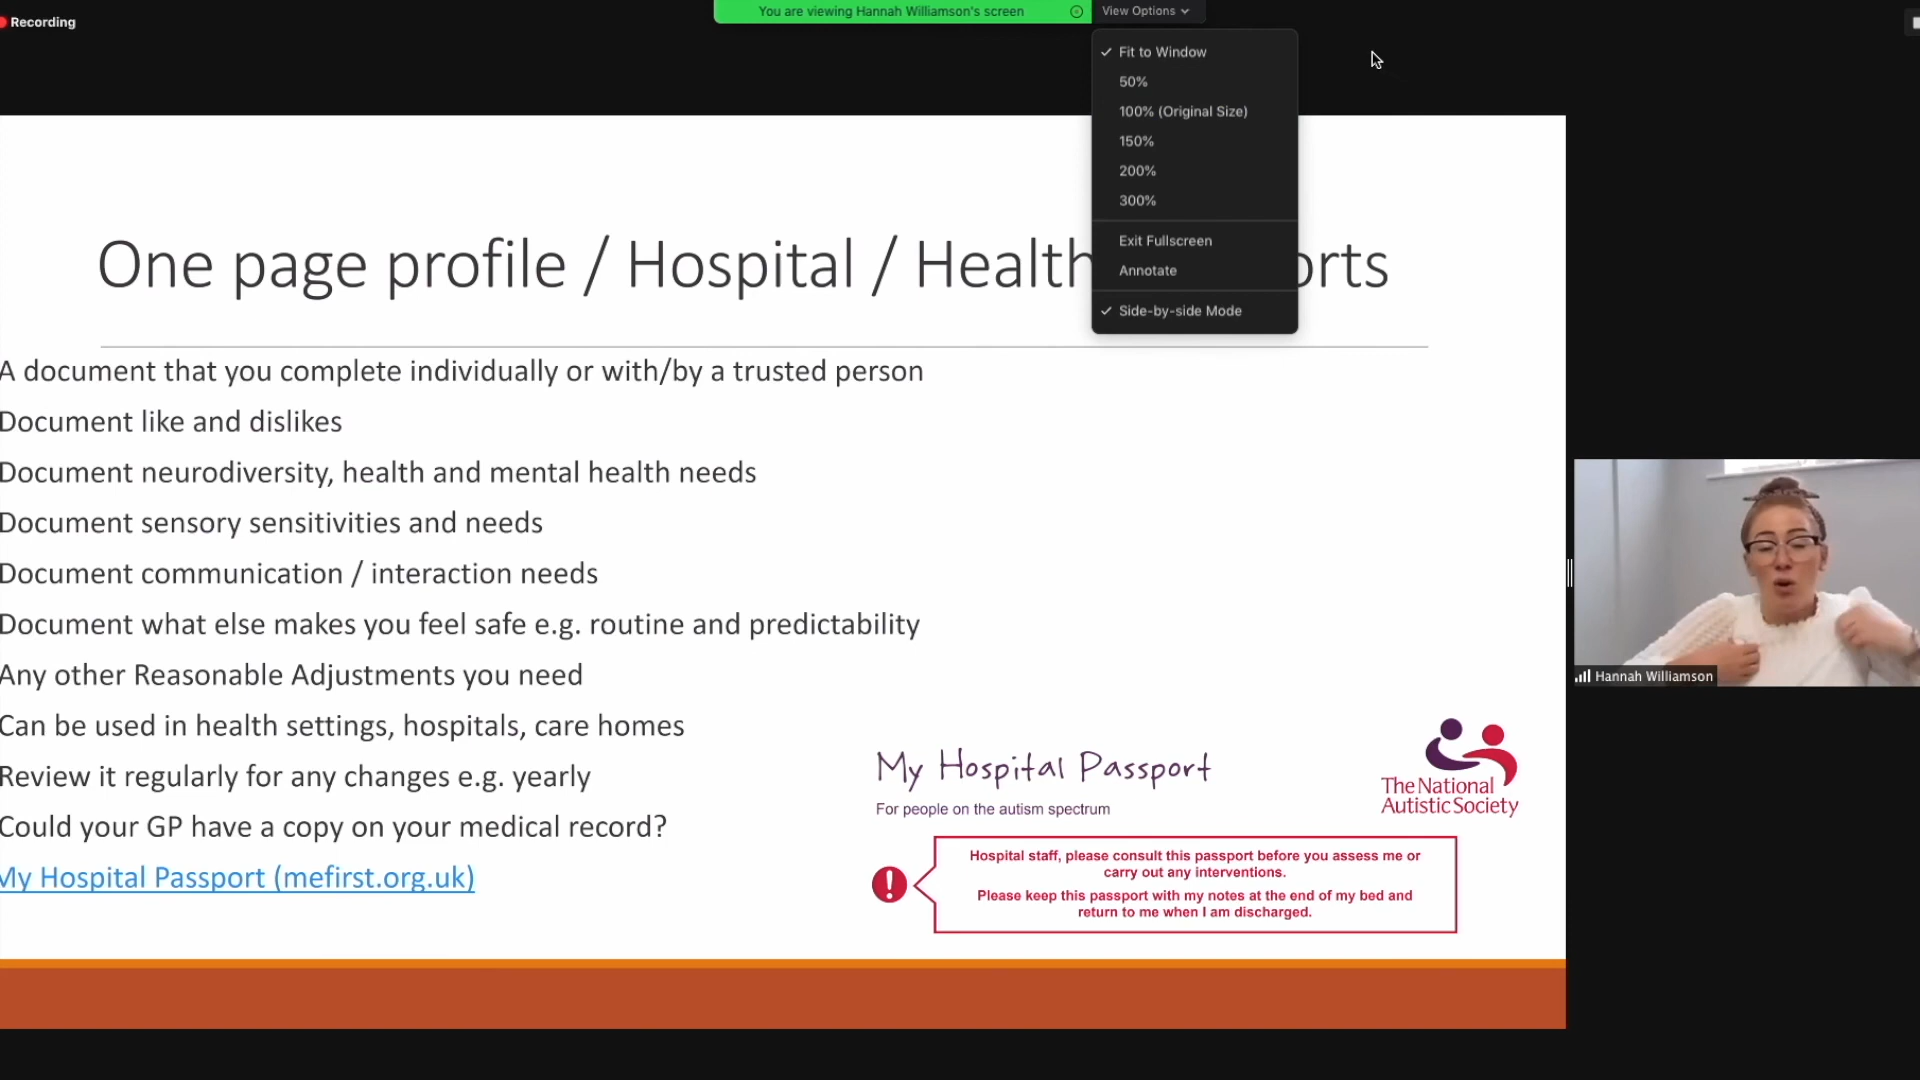 Recording
You are viewing Hannah Williamson's screen
View Options
Fit to Window
50%
100% (Original Size)
150%
200%
300%
Exit Fullscreen
Annotate
Side-by-side Mode
One page profile / Hospital / Health
A document that you complete individually or with/by a trusted person
Document like and dislikes
Document neurodiversity, health and mental health needs
Document sensory sensitivities and needs
Document communication / interaction needs
Document what else makes you feel safe e.g. routine and predictability
Any other Reasonable Adjustments you need
Can be used in health settings, hospitals, care homes
Review it regularly for any changes e.g. yearly
Could your GP have a copy on your medical record?
My Hospital Passport (mefirst.org.uk)
My Hospital Passport
For people on the autism spectrum
The National
Autistic Society
Hospital staff, please consult this passport before you assess me or
carry out any interventions.
Please keep this passport with my notes at the end of my bed and
return to me when I am discharged.
Hannah Williamson